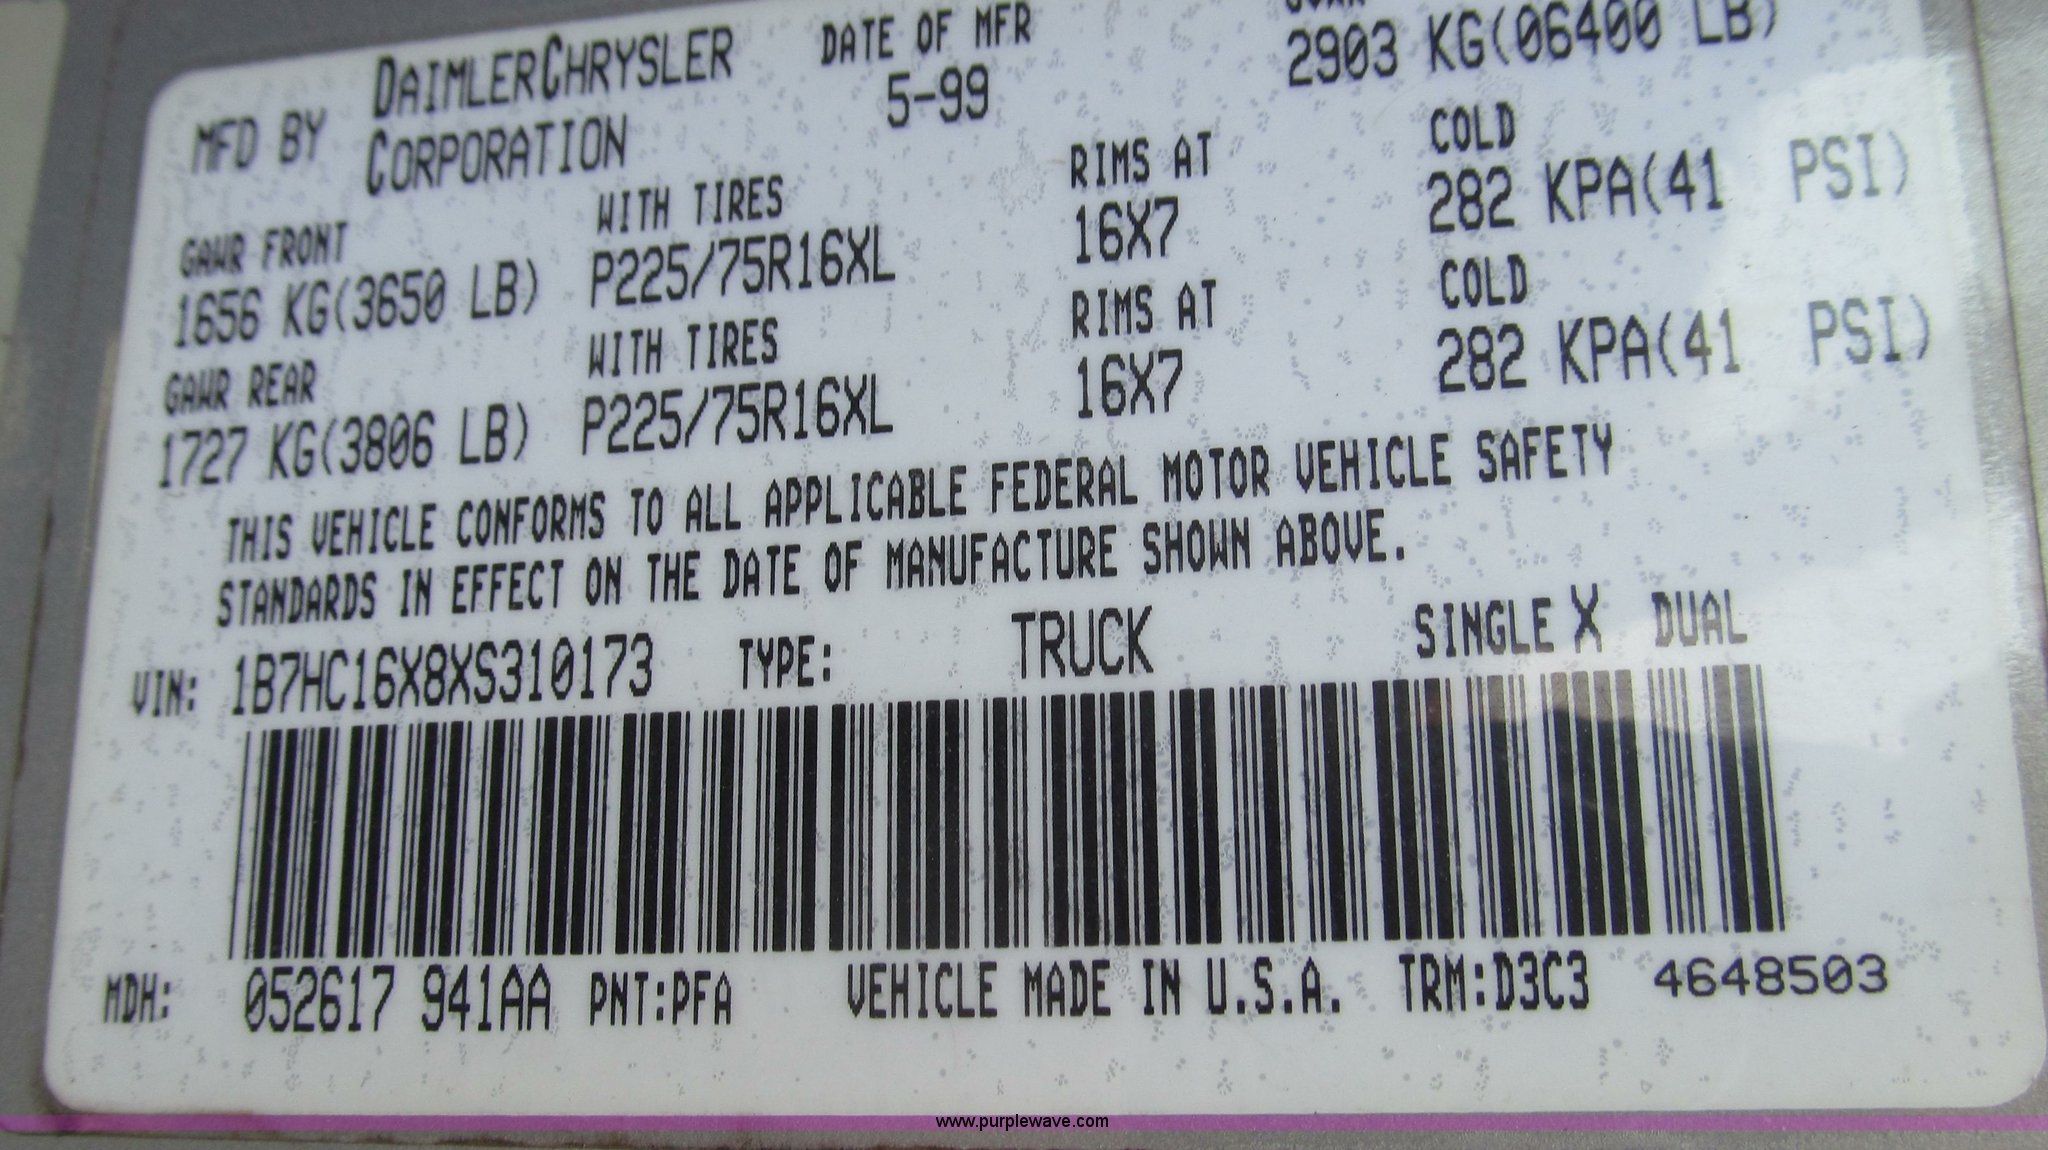 MFD BY DAIMLERCHRYSLER CORPORATION DATE OF MFR 5-99 GVWR 2903 KG(06400 LB)
GAWR FRONT WITH TIRES RIMS AT COLD
1656 KG(3650 LB) P225/75R16XL 16X7 282 KPA(41 PSI)
GAWR REAR WITH TIRES RIMS AT COLD
1727 KG(3806 LB) P225/75R16XL 16X7 282 KPA(41 PSI)
THIS VEHICLE CONFORMS TO ALL APPLICABLE FEDERAL MOTOR VEHICLE SAFETY
STANDARDS IN EFFECT ON THE DATE OF MANUFACTURE SHOWN ABOVE.
VIN: 1B7HC16X8XS310173 TYPE: TRUCK SINGLE X DUAL
MDH: 052617 941AA PNT:PFA VEHICLE MADE IN U.S.A. TRM:D3C3 4648503
www.purplewave.com